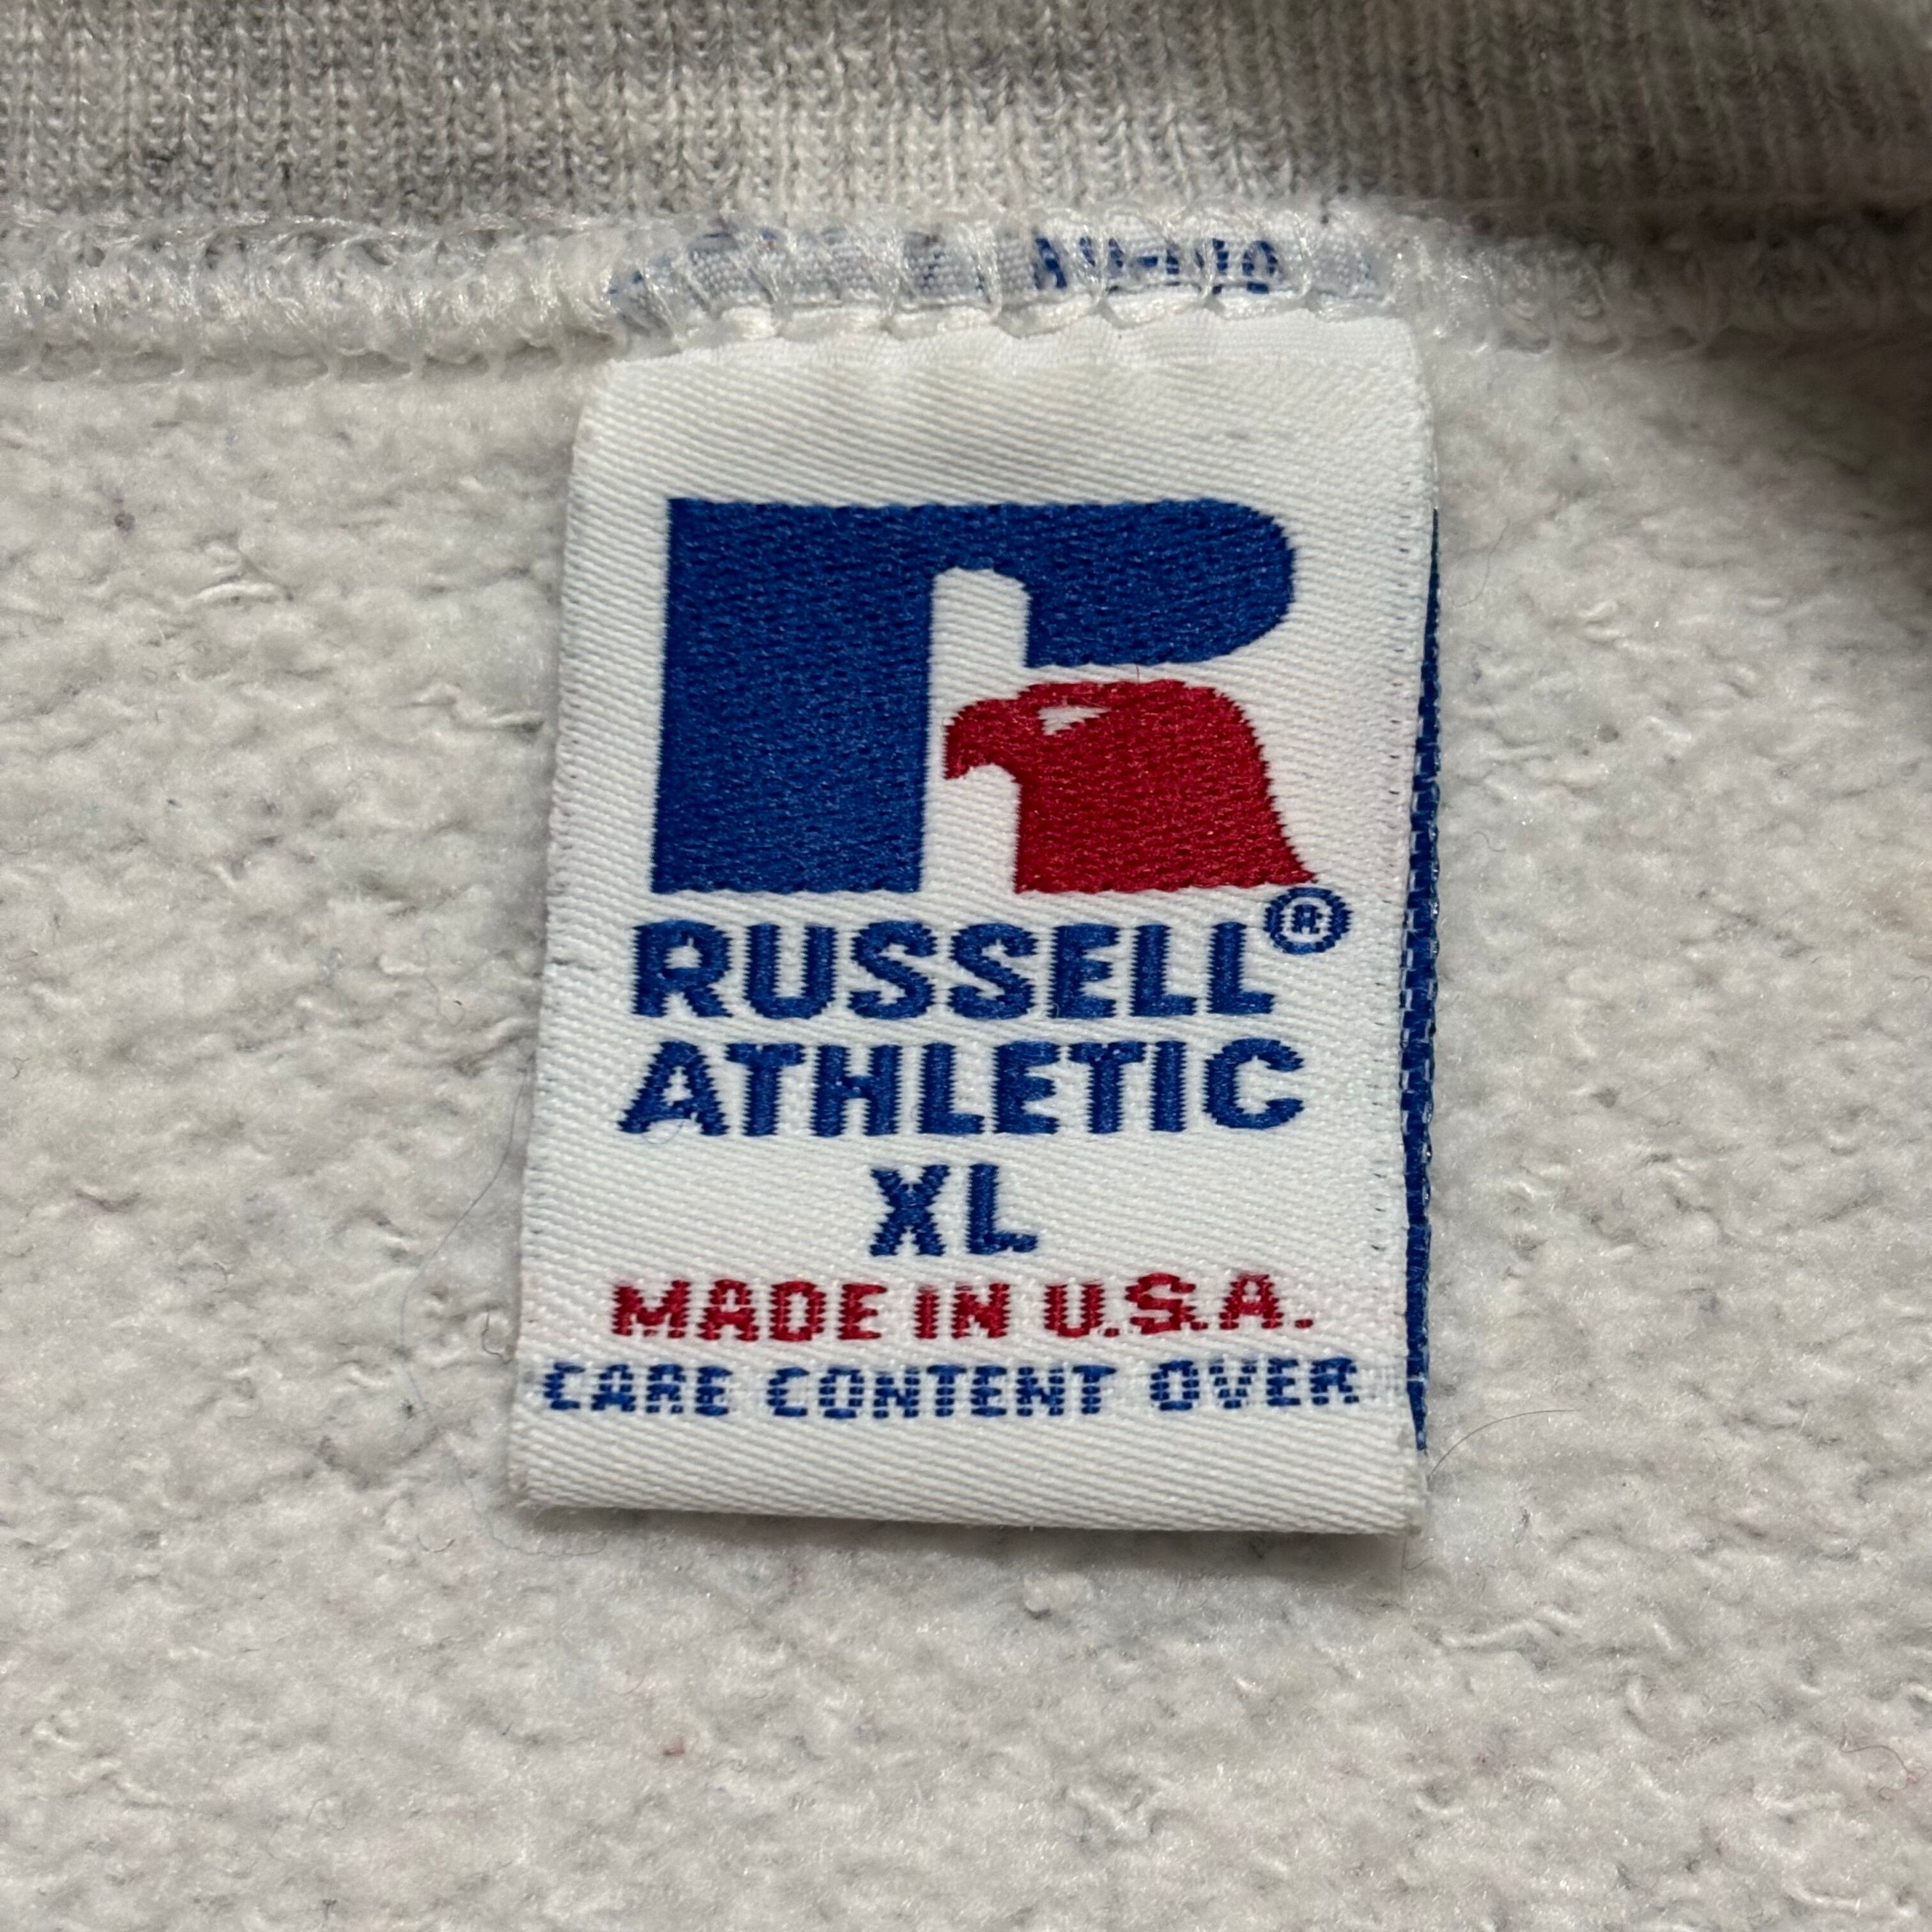 RUSSELL®
ATHLETIC
XL
MADE IN U.S.A.
CARE CONTENT OVER